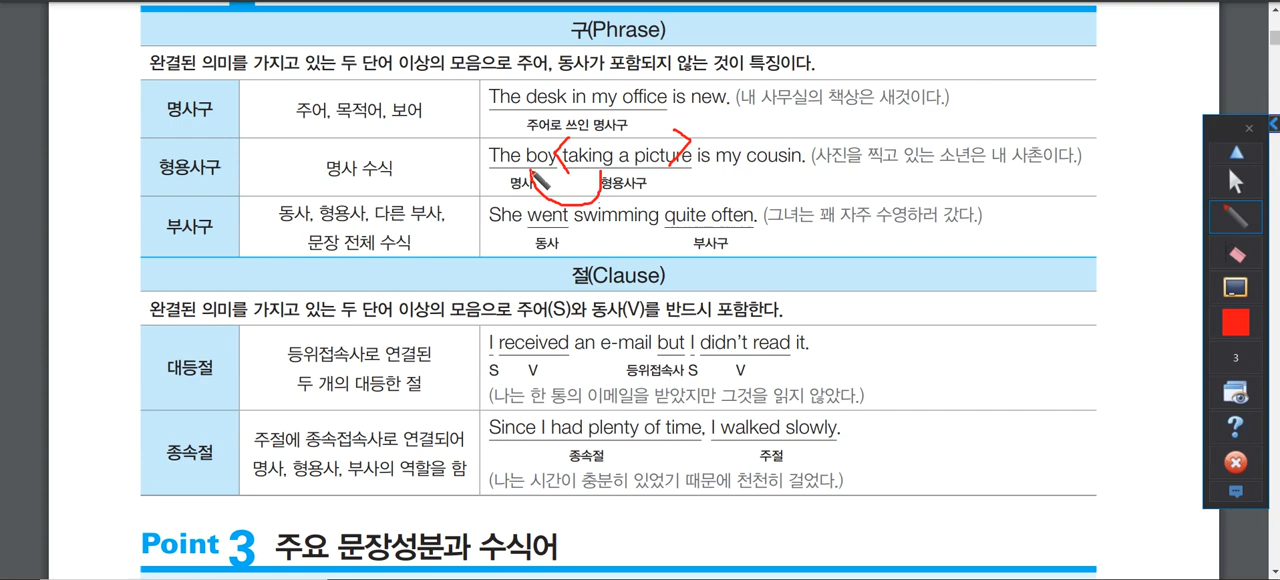 구(Phrase)
완결된 의미를 가지고 있는 두 단어 이상의 모음으로 주어, 동사가 포함되지 않는 것이 특징이다.
명사구
주어, 목적어, 보어
The desk in my office is new. (내 사무실의 책상은 새것이다.)
주어로 쓰인 명사구
형용사구
명사 수식
The boy taking a picture is my cousin. (사진을 찍고 있는 소년은 내 사촌이다.)
명사 형용사구
부사구
동사, 형용사, 다른 부사,
문장 전체 수식
She went swimming quite often. (그녀는 꽤 자주 수영하러 갔다.)
동사 부사구
절(Clause)
완결된 의미를 가지고 있는 두 단어 이상의 모음으로 주어(S)와 동사(V)를 반드시 포함한다.
대등절
등위접속사로 연결된
두 개의 대등한 절
I received an e-mail but I didn't read it.
S V 등위접속사 S V
(나는 한 통의 이메일을 받았지만 그것을 읽지 않았다.)
종속절
주절에 종속접속사로 연결되어
명사, 형용사, 부사의 역할을 함
Since I had plenty of time, I walked slowly.
종속절 주절
(나는 시간이 충분히 있었기 때문에 천천히 걸었다.)
Point 3 주요 문장성분과 수식어
3